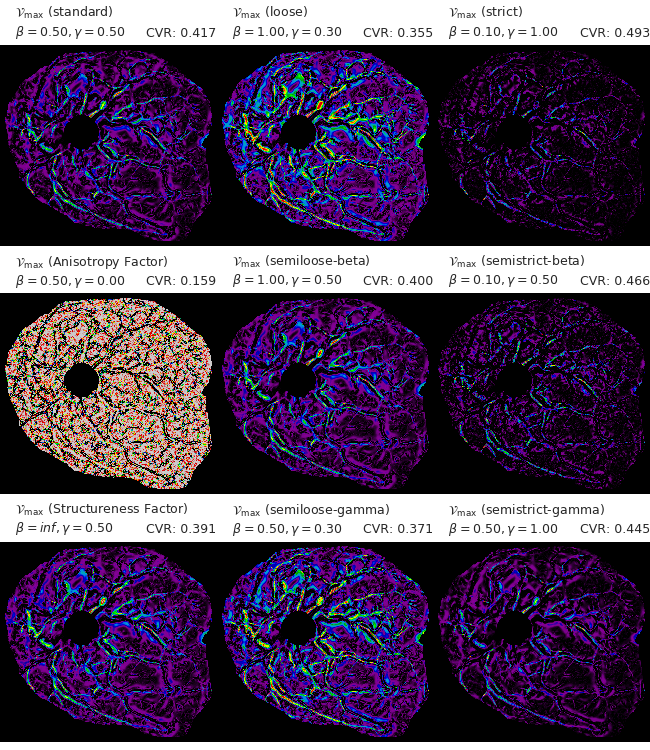 𝒱max (standard) 𝒱max (loose) 𝒱max (strict)
β = 0.50, γ = 0.50 CVR: 0.417 β = 1.00, γ = 0.30 CVR: 0.355 β = 0.10, γ = 1.00 CVR: 0.493
𝒱max (Anisotropy Factor) 𝒱max (semiloose-beta) 𝒱max (semistrict-beta)
β = 0.50, γ = 0.00 CVR: 0.159 β = 1.00, γ = 0.50 CVR: 0.400 β = 0.10, γ = 0.50 CVR: 0.466
𝒱max (Structureness Factor) 𝒱max (semiloose-gamma) 𝒱max (semistrict-gamma)
β = inf, γ = 0.50 CVR: 0.391 β = 0.50, γ = 0.30 CVR: 0.371 β = 0.50, γ = 1.00 CVR: 0.445